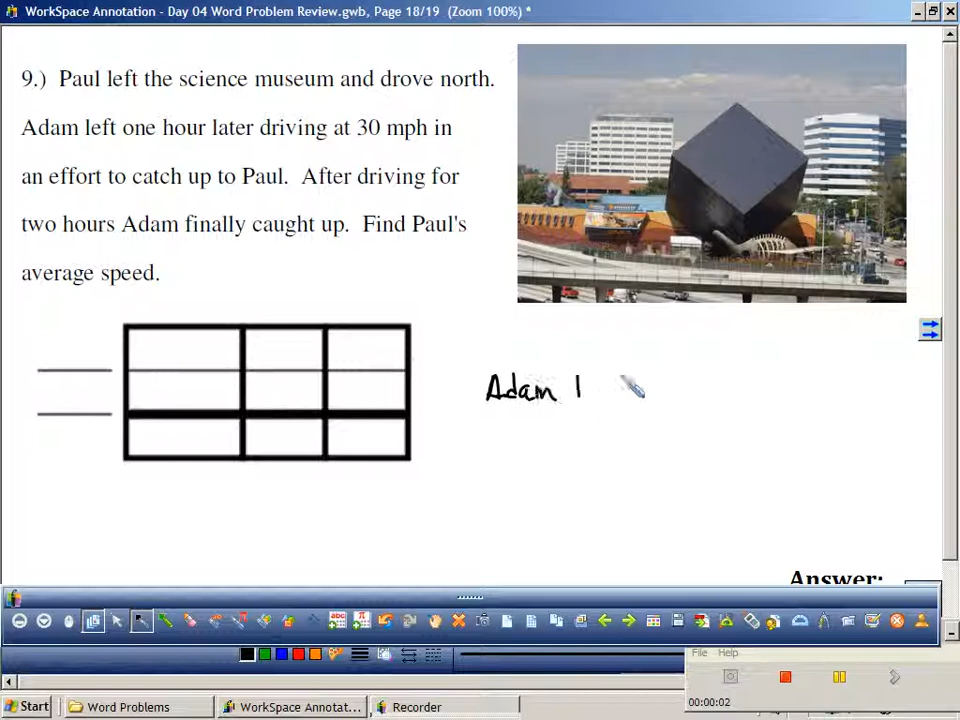 WorkSpace Annotation - Day 04 Word Problem Review.gwb, Page 18/19 (Zoom 100%) *
9.) Paul left the science museum and drove north.
Adam left one hour later driving at 30 mph in
an effort to catch up to Paul. After driving for
two hours Adam finally caught up. Find Paul's
average speed.
Adam 1
Answer:
File Help
00:00:02
Start
Word Problems
WorkSpace Annotat...
Recorder